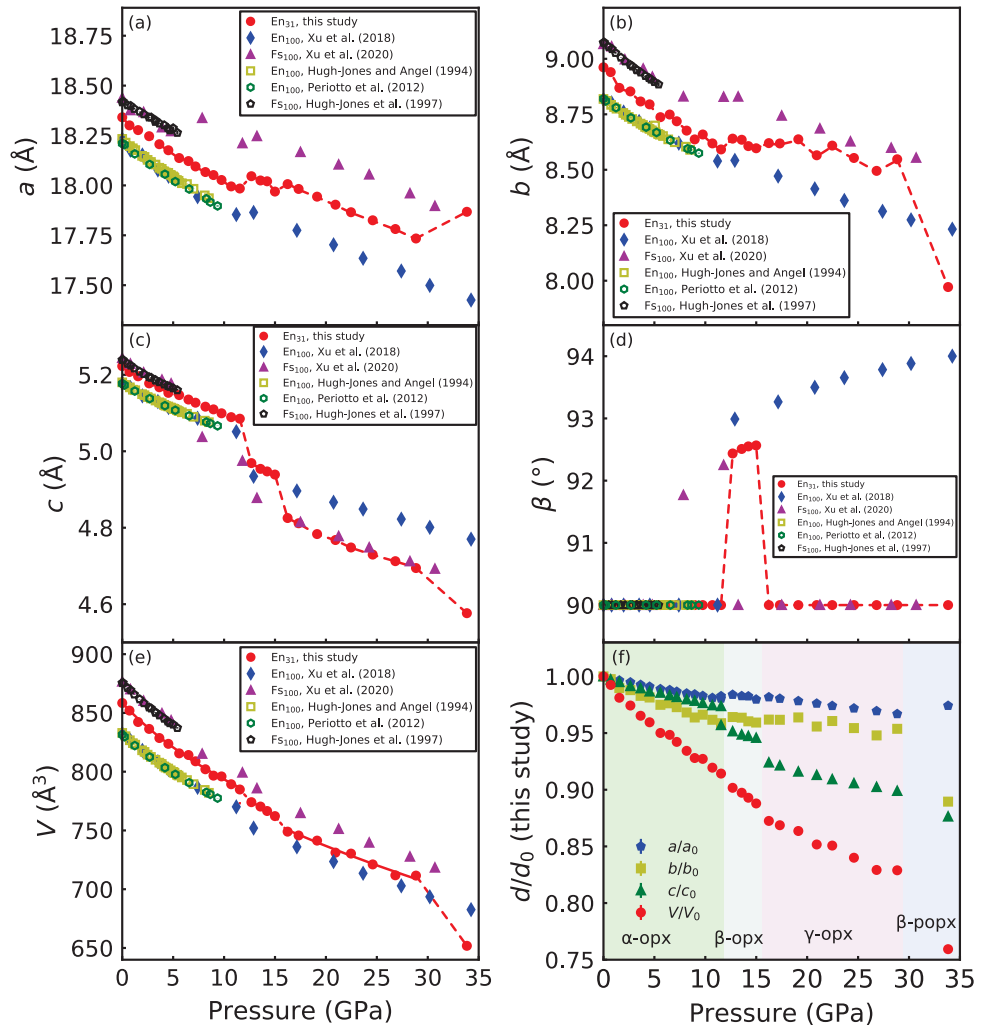 (a)
En31, this study
En100, Xu et al. (2018)
Fs100, Xu et al. (2020)
En100, Hugh-Jones and Angel (1994)
En100, Periotto et al. (2012)
Fs100, Hugh-Jones et al. (1997)
18.75
18.50
18.25
18.00
17.75
17.50
a (Å)
(b)
En31, this study
En100, Xu et al. (2018)
Fs100, Xu et al. (2020)
En100, Hugh-Jones and Angel (1994)
En100, Periotto et al. (2012)
Fs100, Hugh-Jones et al. (1997)
9.00
8.75
8.50
8.25
8.00
b (Å)
(c)
En31, this study
En100, Xu et al. (2018)
Fs100, Xu et al. (2020)
En100, Hugh-Jones and Angel (1994)
En100, Periotto et al. (2012)
Fs100, Hugh-Jones et al. (1997)
5.2
5.0
4.8
4.6
c (Å)
(d)
En31, this study
En100, Xu et al. (2018)
Fs100, Xu et al. (2020)
En100, Hugh-Jones and Angel (1994)
En100, Periotto et al. (2012)
Fs100, Hugh-Jones et al. (1997)
94
93
92
91
90
β (°)
(e)
En31, this study
En100, Xu et al. (2018)
Fs100, Xu et al. (2020)
En100, Hugh-Jones and Angel (1994)
En100, Periotto et al. (2012)
Fs100, Hugh-Jones et al. (1997)
900
850
800
750
700
650
V (Å³)
0 5 10 15 20 25 30 35
Pressure (GPa)
(f)
1.00
0.95
0.90
0.85
0.80
0.75
d/d0 (this study)
a/a0
b/b0
c/c0
V/V0
α-opx
β-opx
γ-opx
β-popx
0 5 10 15 20 25 30 35
Pressure (GPa)